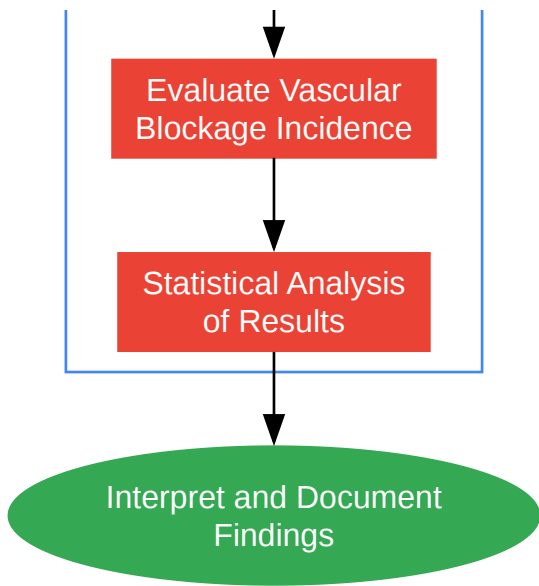 Evaluate Vascular
Blockage Incidence
Statistical Analysis
of Results
Interpret and Document
Findings